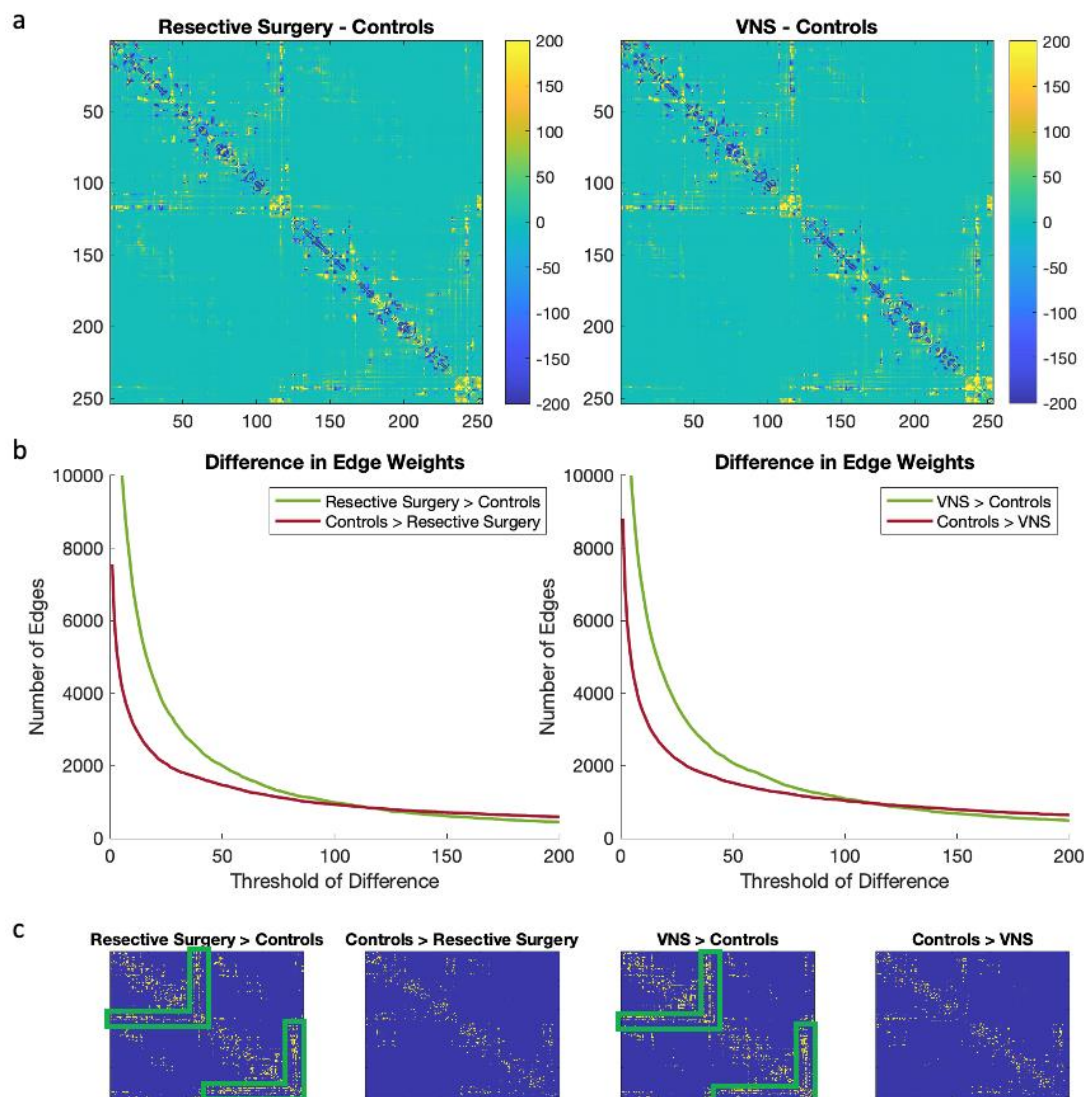 a
Resective Surgery - Controls
50
100
150
200
250
50 100 150 200 250
200
150
100
50
0
-50
-100
-150
-200
VNS - Controls
50
100
150
200
250
50 100 150 200 250
200
150
100
50
0
-50
-100
-150
-200
b
Difference in Edge Weights
Number of Edges
10000
8000
6000
4000
2000
0
Resective Surgery > Controls
Controls > Resective Surgery
0 50 100 150 200
Threshold of Difference
Difference in Edge Weights
Number of Edges
10000
8000
6000
4000
2000
0
VNS > Controls
Controls > VNS
0 50 100 150 200
Threshold of Difference
c
Resective Surgery > Controls
Controls > Resective Surgery
VNS > Controls
Controls > VNS